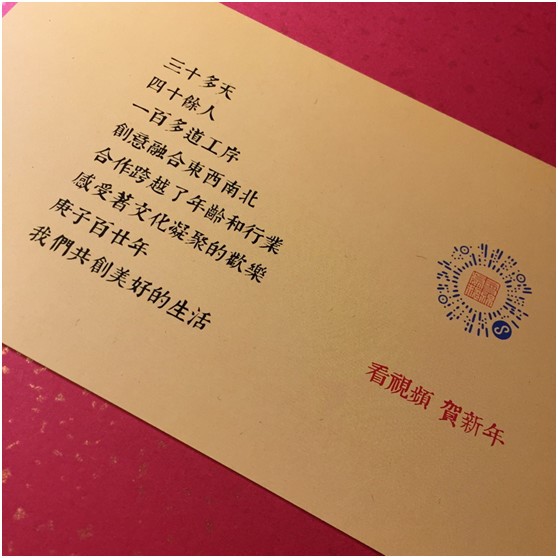 三十多天
四十餘人
一百多道工序
創意融合東西南北
合作跨越了年齡和行業
感受著文化凝聚的歡樂
庚子百廿年
我們共創美好的生活
看視頻 賀新年